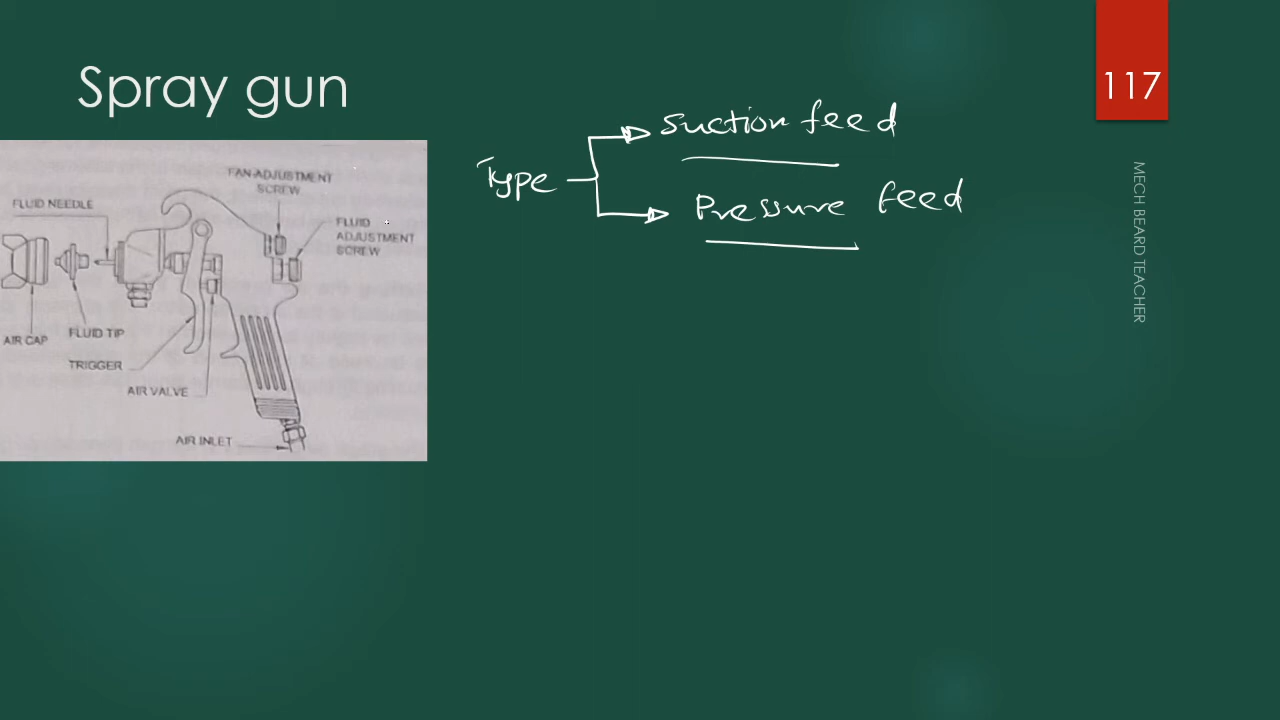 Spray gun
117
Type
Suction feed
Pressure feed
FAN-ADJUSTMENT
SCREW
FLUID NEEDLE
FLUID
ADJUSTMENT
SCREW
AIR CAP
FLUID TIP
TRIGGER
AIR VALVE
AIR INLET
MECH BEARD TEACHER